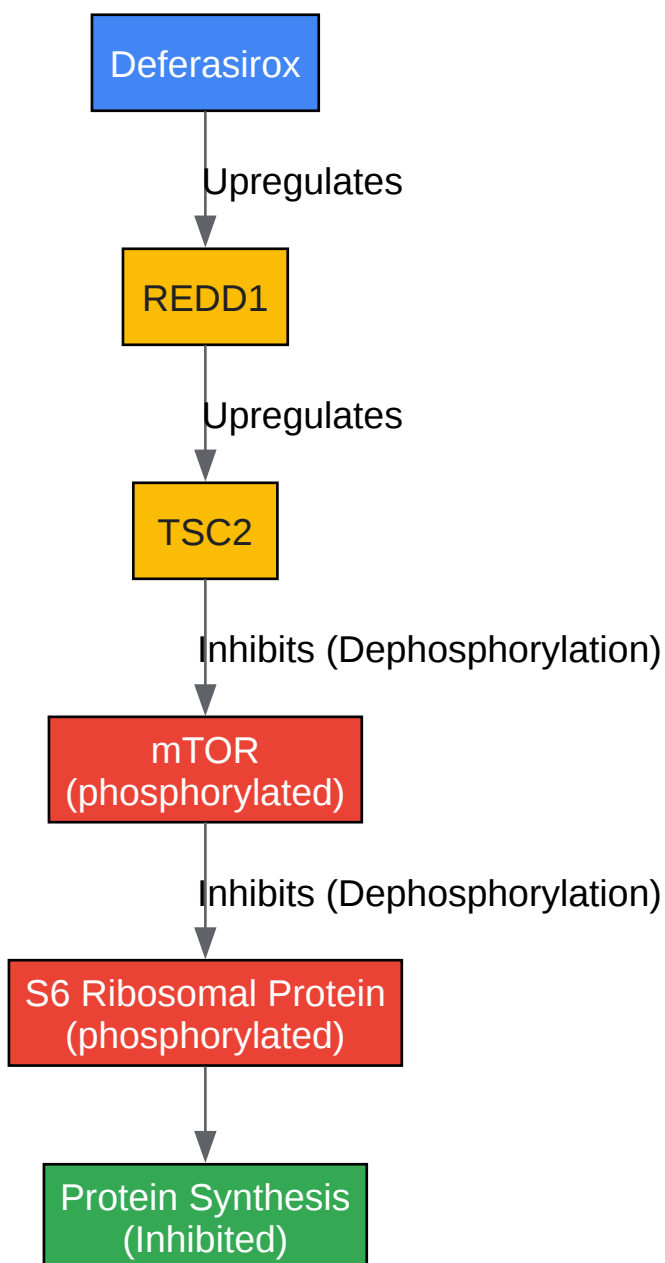 Deferasirox
Upregulates
REDD1
Upregulates
TSC2
Inhibits (Dephosphorylation)
mTOR
(phosphorylated)
Inhibits (Dephosphorylation)
S6 Ribosomal Protein
(phosphorylated)
Protein Synthesis
(Inhibited)